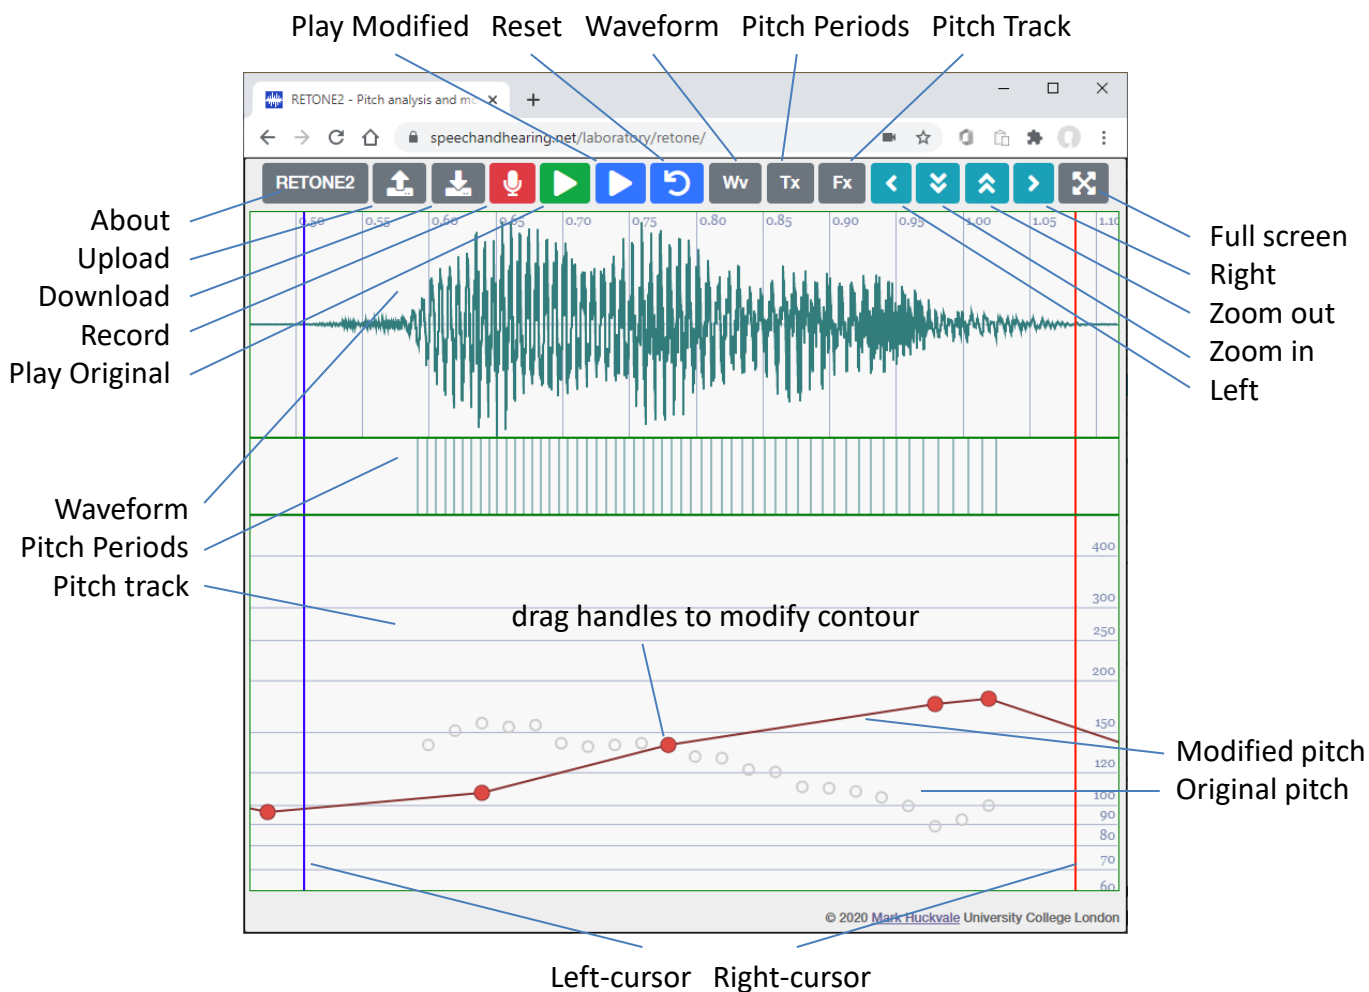 Play Modified Reset Waveform Pitch Periods Pitch Track
RETONE2 - Pitch analysis and mo
speechandhearing.net/laboratory/retone/
RETONE2 Wv Tx Fx
0.50 0.55 0.60 0.65 0.70 0.75 0.80 0.85 0.90 0.95 1.00 1.05 1.10
About
Upload
Download
Record
Play Original
Full screen
Right
Zoom out
Zoom in
Left
Waveform
Pitch Periods
Pitch track
400
300
250
200
150
120
100
90
80
70
60
drag handles to modify contour
Modified pitch
Original pitch
© 2020 Mark Huckvale University College London
Left-cursor Right-cursor